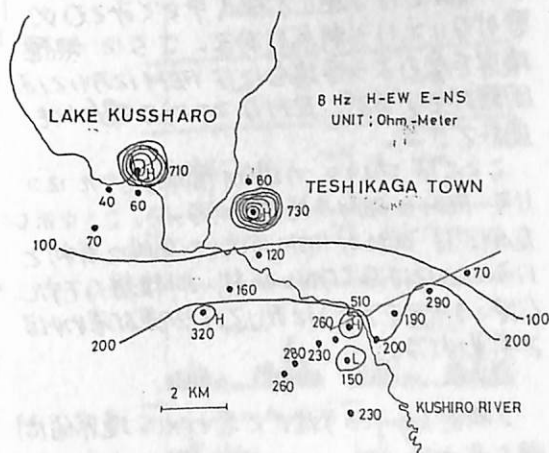 8 Hz H-EW E-NS
UNIT ; Ohm-Meter
LAKE KUSSHARO
H 710
40
60
80
TESHIKAGA TOWN
H 730
70
100
120
70
160
510
290
190
100
H
320
200
260
H
200
200
280
230
L
150
260
2 KM
230
KUSHIRO RIVER